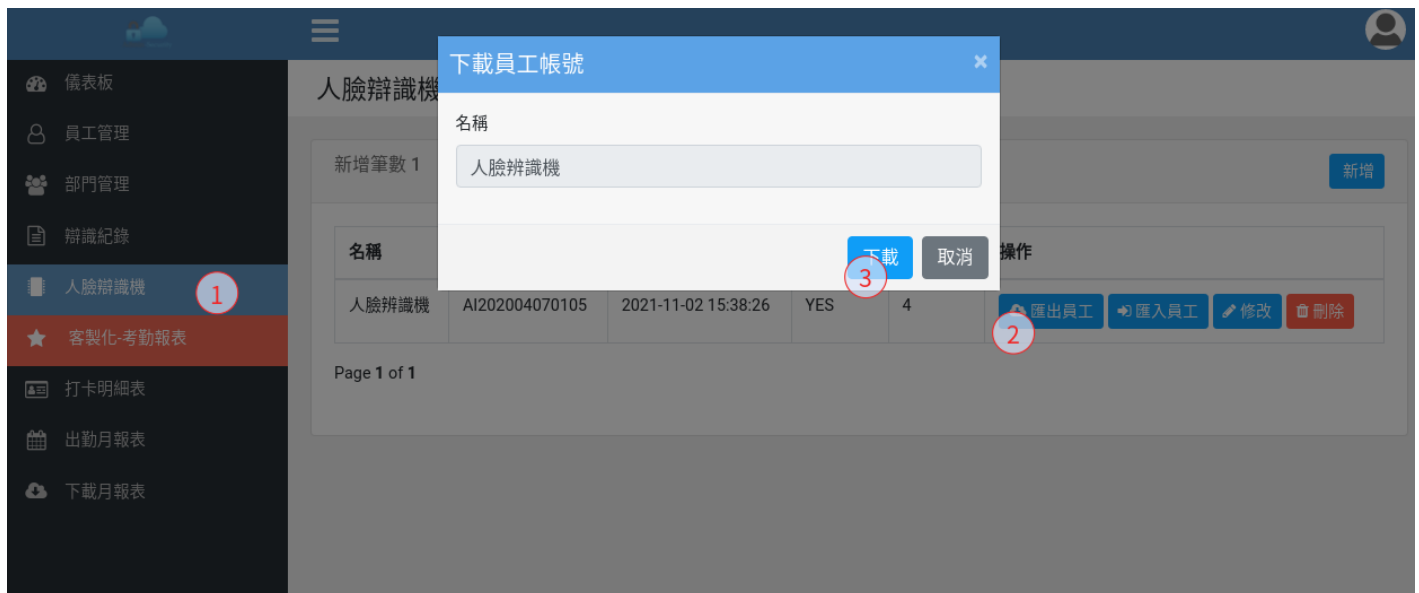 下載員工帳號 ×
儀表板
人臉辯識機
員工管理
名稱
新增筆數 1
人臉辨識機
新增
部門管理
辯識紀錄
名稱
下載
取消
操作
3
人臉辯識機
1
人臉辨識機 AI202004070105 2021-11-02 15:38:26 YES 4 匯出員工 匯入員工 修改 刪除
2
客製化-考勤報表
Page 1 of 1
打卡明細表
出勤月報表
下載月報表